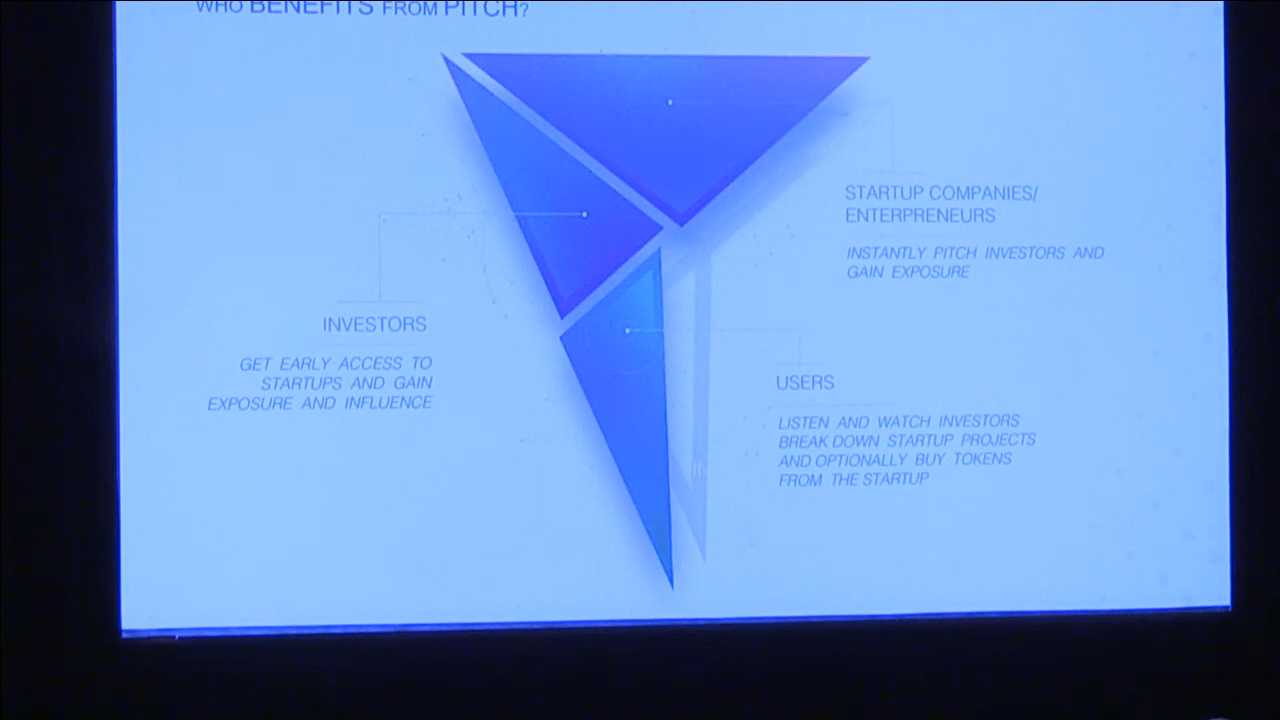 WHO BENEFITS FROM PITCH?
STARTUP COMPANIES/
ENTERPRENEURS
INSTANTLY PITCH INVESTORS AND
GAIN EXPOSURE
INVESTORS
GET EARLY ACCESS TO
STARTUPS AND GAIN
EXPOSURE AND INFLUENCE
USERS
LISTEN AND WATCH INVESTORS
BREAK DOWN STARTUP PROJECTS
AND OPTIONALLY BUY TOKENS
FROM THE STARTUP